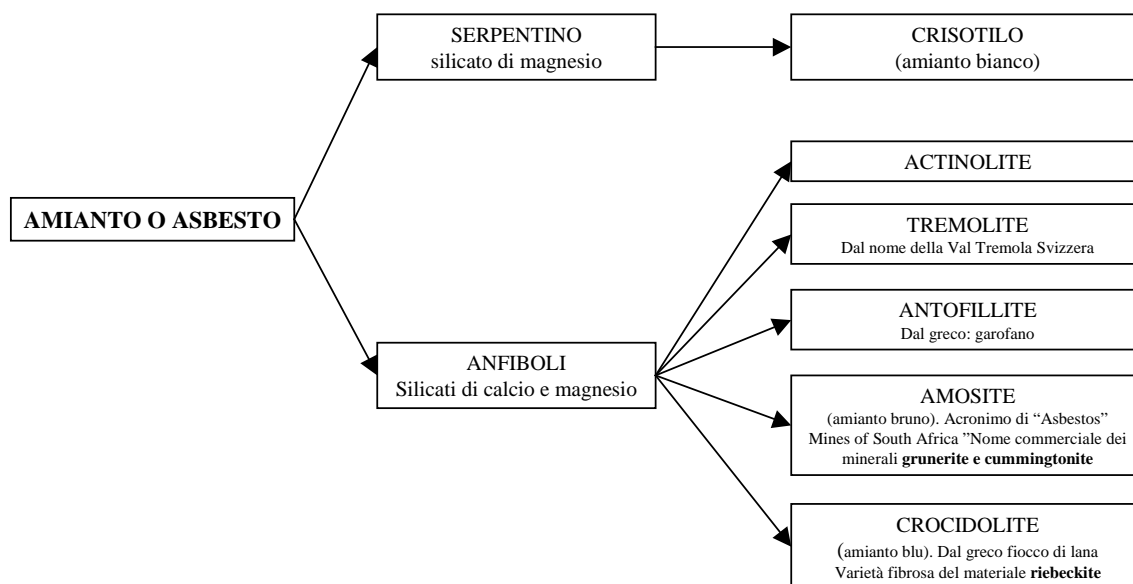 AMIANTO O ASBESTO
SERPENTINO
silicato di magnesio
ANFIBOLI
Silicati di calcio e magnesio
CRISOTILO
(amianto bianco)
ACTINOLITE
TREMOLITE
Dal nome della Val Tremola Svizzera
ANTOFILLITE
Dal greco: garofano
AMOSITE
(amianto bruno). Acronimo di “Asbestos”
Mines of South Africa ”Nome commerciale dei
minerali grunerite e cummingtonite
CROCIDOLITE
(amianto blu). Dal greco fiocco di lana
Varietà fibrosa del materiale riebeckite